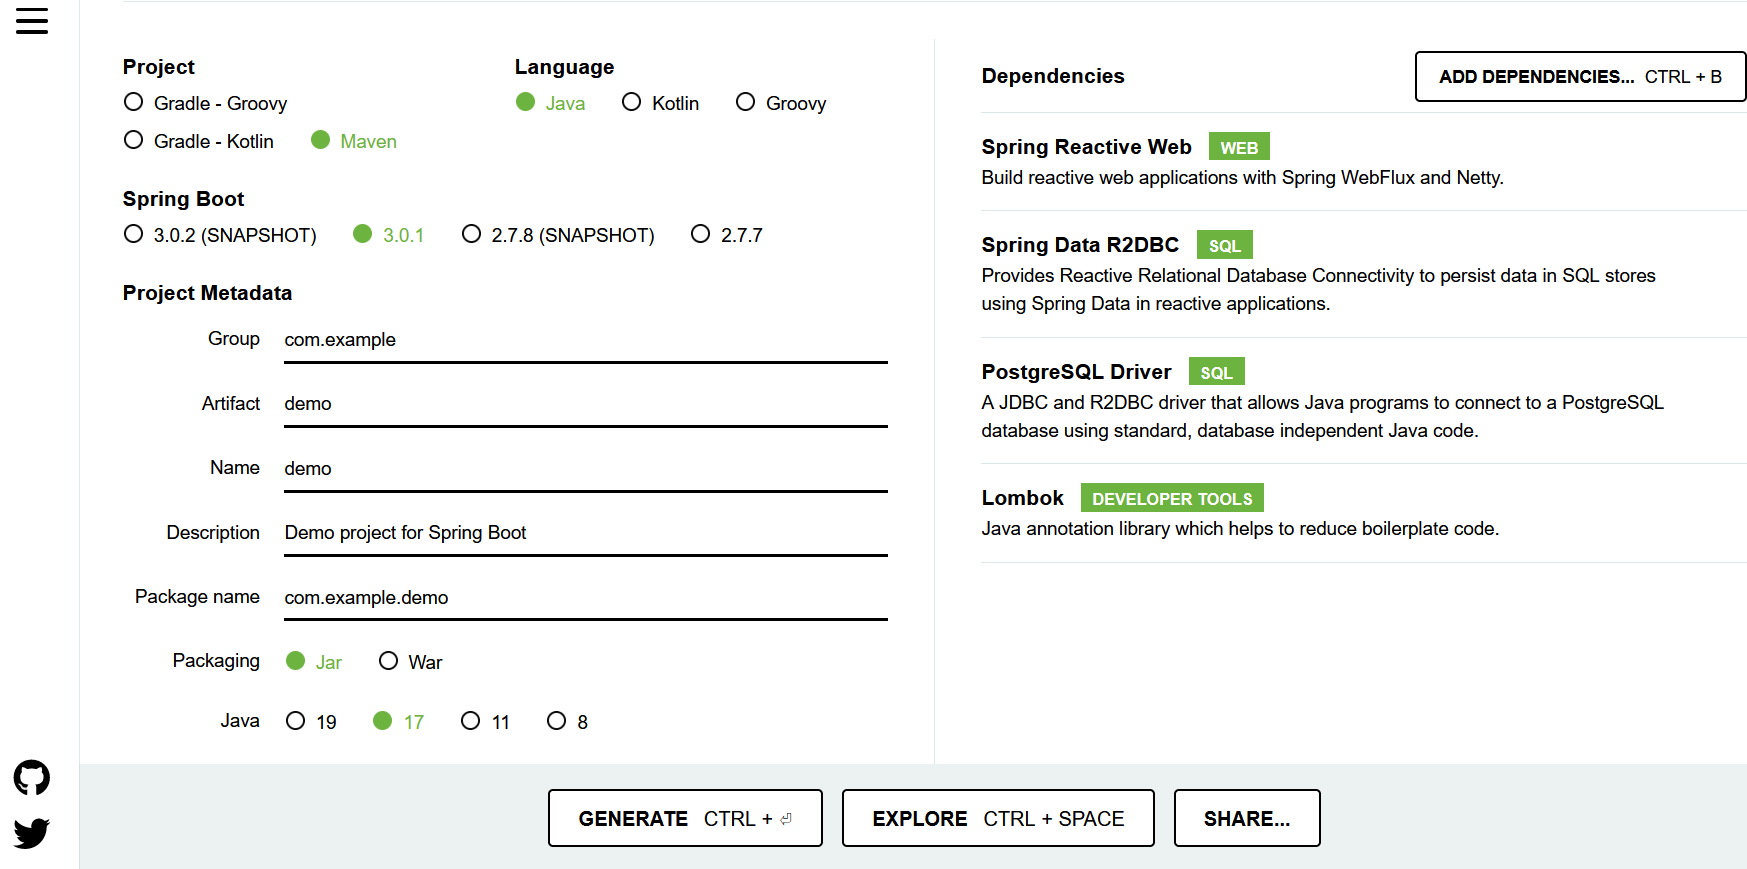 Project
Gradle - Groovy
Gradle - Kotlin Maven
Language
Java Kotlin Groovy
Spring Boot
3.0.2 (SNAPSHOT) 3.0.1 2.7.8 (SNAPSHOT) 2.7.7
Project Metadata
Group com.example
Artifact demo
Name demo
Description Demo project for Spring Boot
Package name com.example.demo
Packaging Jar War
Java 19 17 11 8
Dependencies
ADD DEPENDENCIES... CTRL + B
Spring Reactive Web WEB
Build reactive web applications with Spring WebFlux and Netty.
Spring Data R2DBC SQL
Provides Reactive Relational Database Connectivity to persist data in SQL stores
using Spring Data in reactive applications.
PostgreSQL Driver SQL
A JDBC and R2DBC driver that allows Java programs to connect to a PostgreSQL
database using standard, database independent Java code.
Lombok DEVELOPER TOOLS
Java annotation library which helps to reduce boilerplate code.
GENERATE CTRL + ⏎
EXPLORE CTRL + SPACE
SHARE...